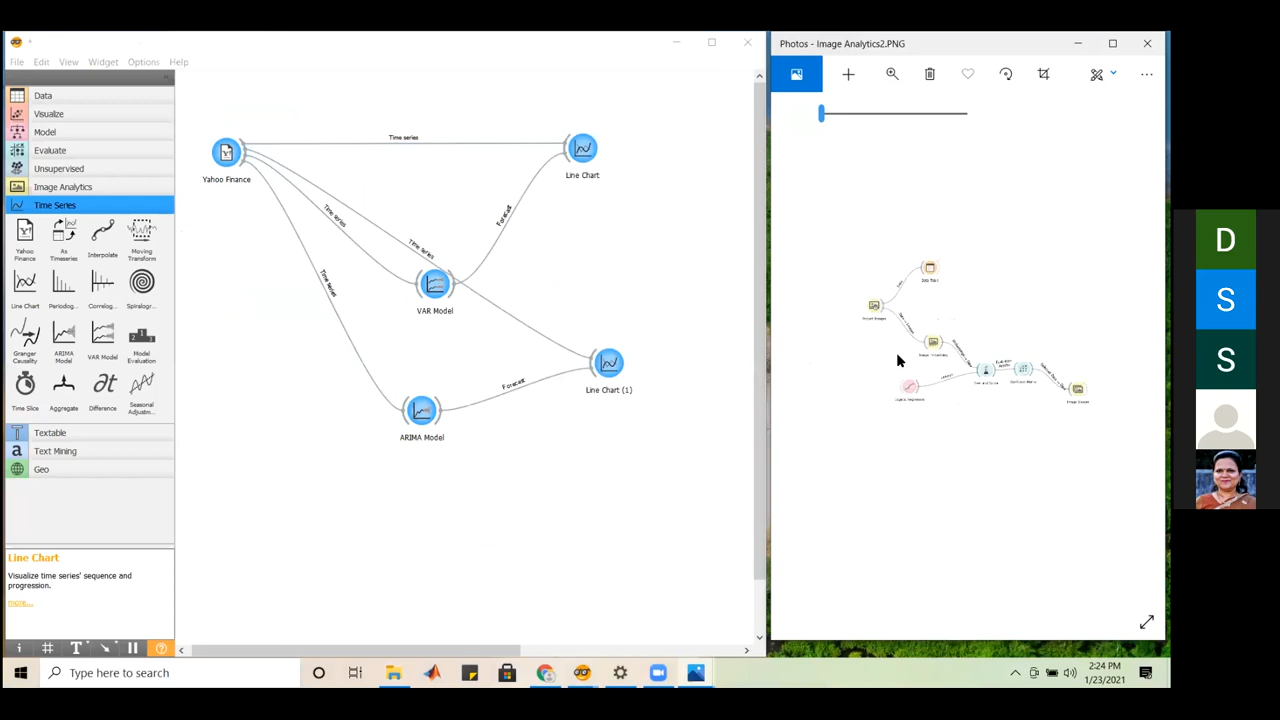 File Edit View Widget Options Help
Data
Visualize
Model
Evaluate
Unsupervised
Image Analytics
Time Series
Yahoo Finance
As Timeseries
Interpolate
Moving Transform
Line Chart
Periodog...
Correlog...
Spiralogr...
Granger Causality
ARIMA Model
VAR Model
Model Evaluation
Time Slice
Aggregate
Difference
Seasonal Adjustm...
Textable
Text Mining
Geo
Line Chart
Visualize time series' sequence and
progression.
more...
Yahoo Finance
Time series
Line Chart
Time series
Time series
Time series
Forecast
VAR Model
Line Chart (1)
Forecast
ARIMA Model
Photos - Image Analytics2.PNG
Data Table
D
S
S
Type here to search
2:24 PM
1/23/2021